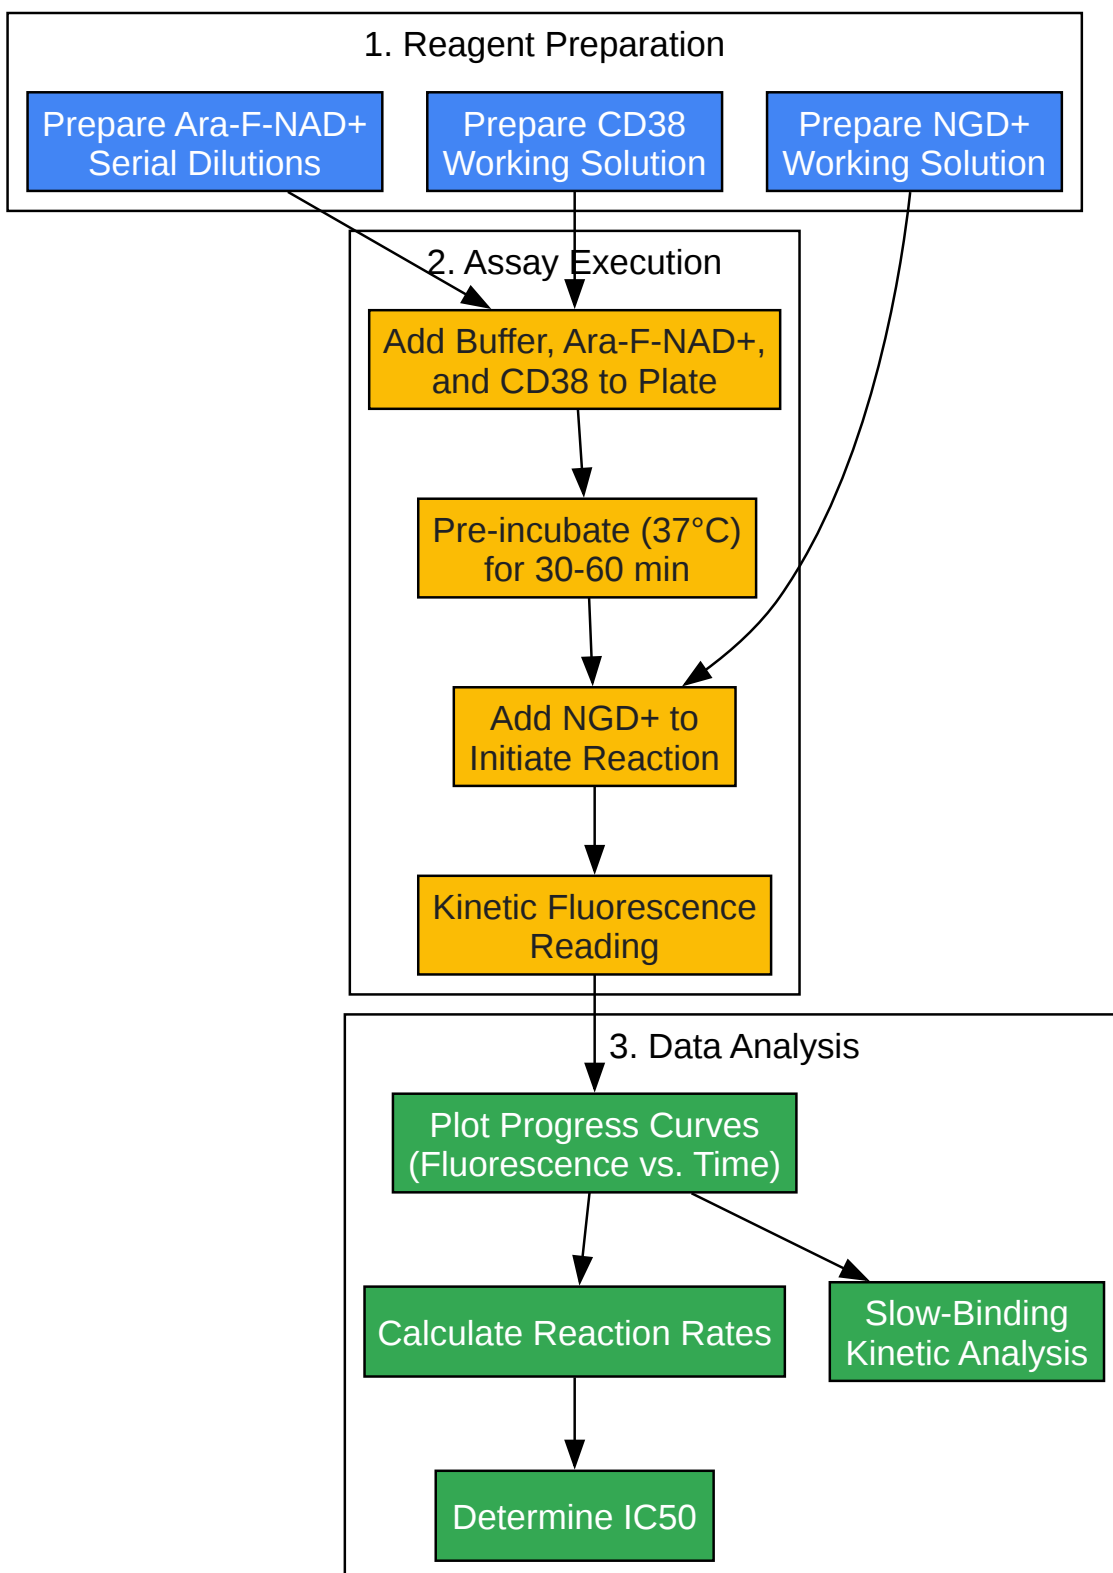 1. Reagent Preparation
Prepare Ara-F-NAD+
Serial Dilutions
Prepare CD38
Working Solution
Prepare NGD+
Working Solution
2. Assay Execution
Add Buffer, Ara-F-NAD+,
and CD38 to Plate
Pre-incubate (37°C)
for 30-60 min
Add NGD+ to
Initiate Reaction
Kinetic Fluorescence
Reading
3. Data Analysis
Plot Progress Curves
(Fluorescence vs. Time)
Calculate Reaction Rates
Slow-Binding
Kinetic Analysis
Determine IC50